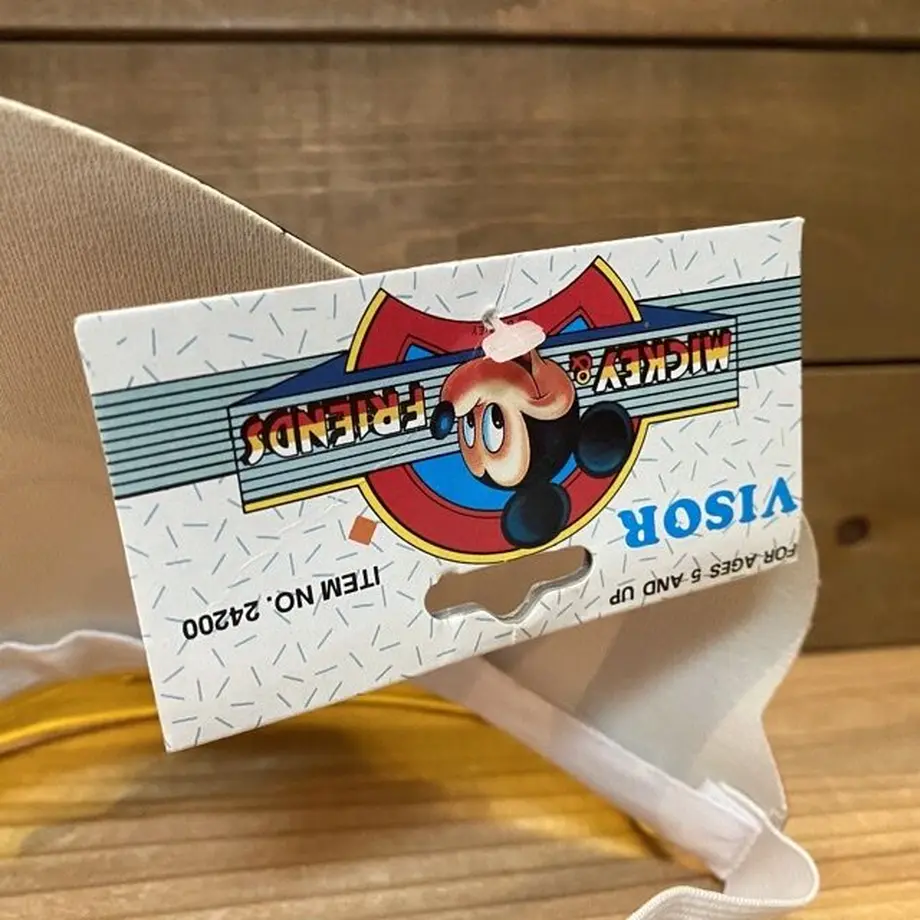 FOR AGES 5 AND UP
ITEM NO. 24200
VISOR
MICKEY & FRIENDS